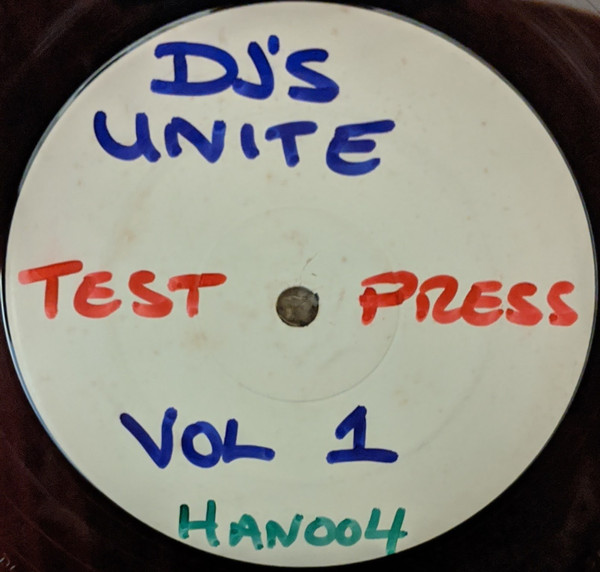 DJ'S
UNITE
TEST PRESS
VOL 1
HAN004